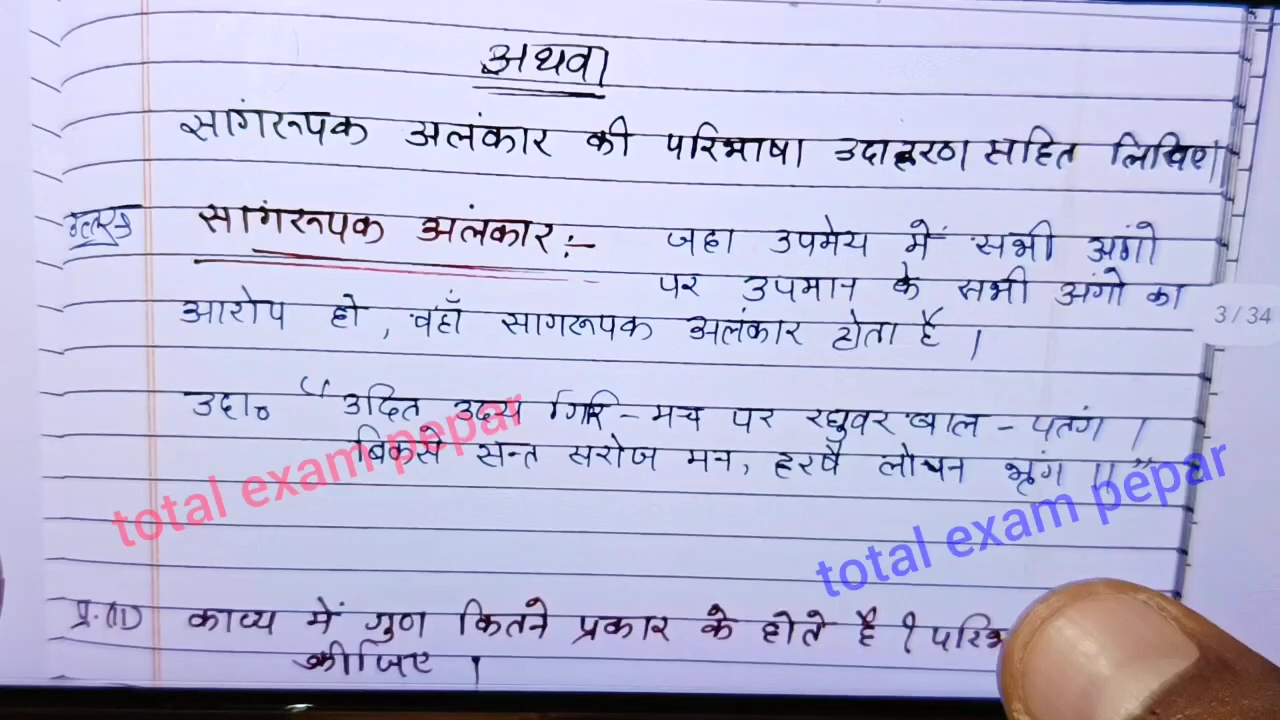 अथवा
सांगरूपक अलंकार की परिभाषा उदाहरण सहित लिखिए।
उत्तर→ सांगरूपक अलंकार :- जहा उपमेय में सभी अंगो
पर उपमान के सभी अंगो का
3/34
आरोप हो, वहाँ सागरूपक अलंकार होता है ।
उदा० "उदित उदय गिरि - मंच पर रघुवर बाल - पतंग ।
बिकसे सन्त सरोज मन, हरषै लोचन भृंग ॥"
total exam pepar
total exam pepar
काव्य में गुण कितने प्रकार के होते है ?
कीजिए ।